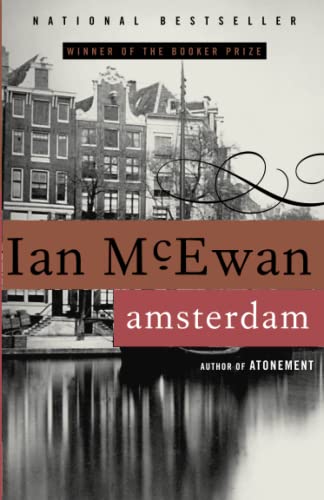 NATIONAL BESTSELLER
WINNER OF THE BOOKER PRIZE
Ian McEwan
amsterdam
AUTHOR OF ATONEMENT